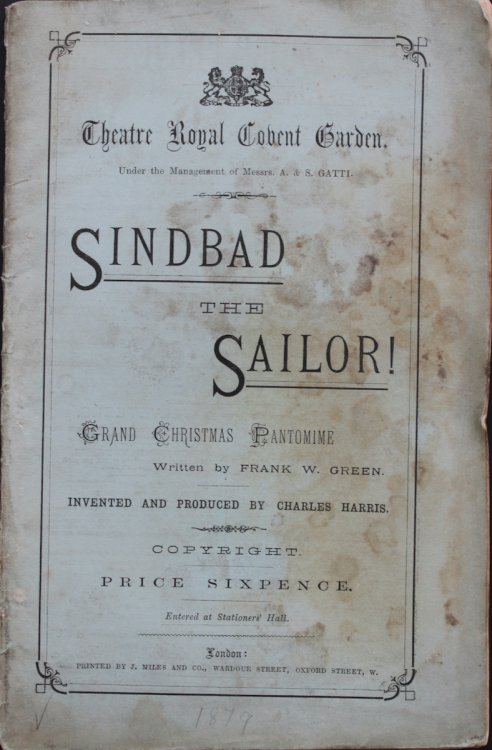 Theatre Royal Covent Garden.
Under the Management of Messrs. A. & S. GATTI.
SINDBAD
THE
SAILOR!
GRAND CHRISTMAS PANTOMIME
Written by FRANK W. GREEN.
INVENTED AND PRODUCED BY CHARLES HARRIS.
COPYRIGHT.
PRICE SIXPENCE.
Entered at Stationers' Hall.
London:
PRINTED BY J. MILES AND CO., WARDOUR STREET, OXFORD STREET, W.
1879